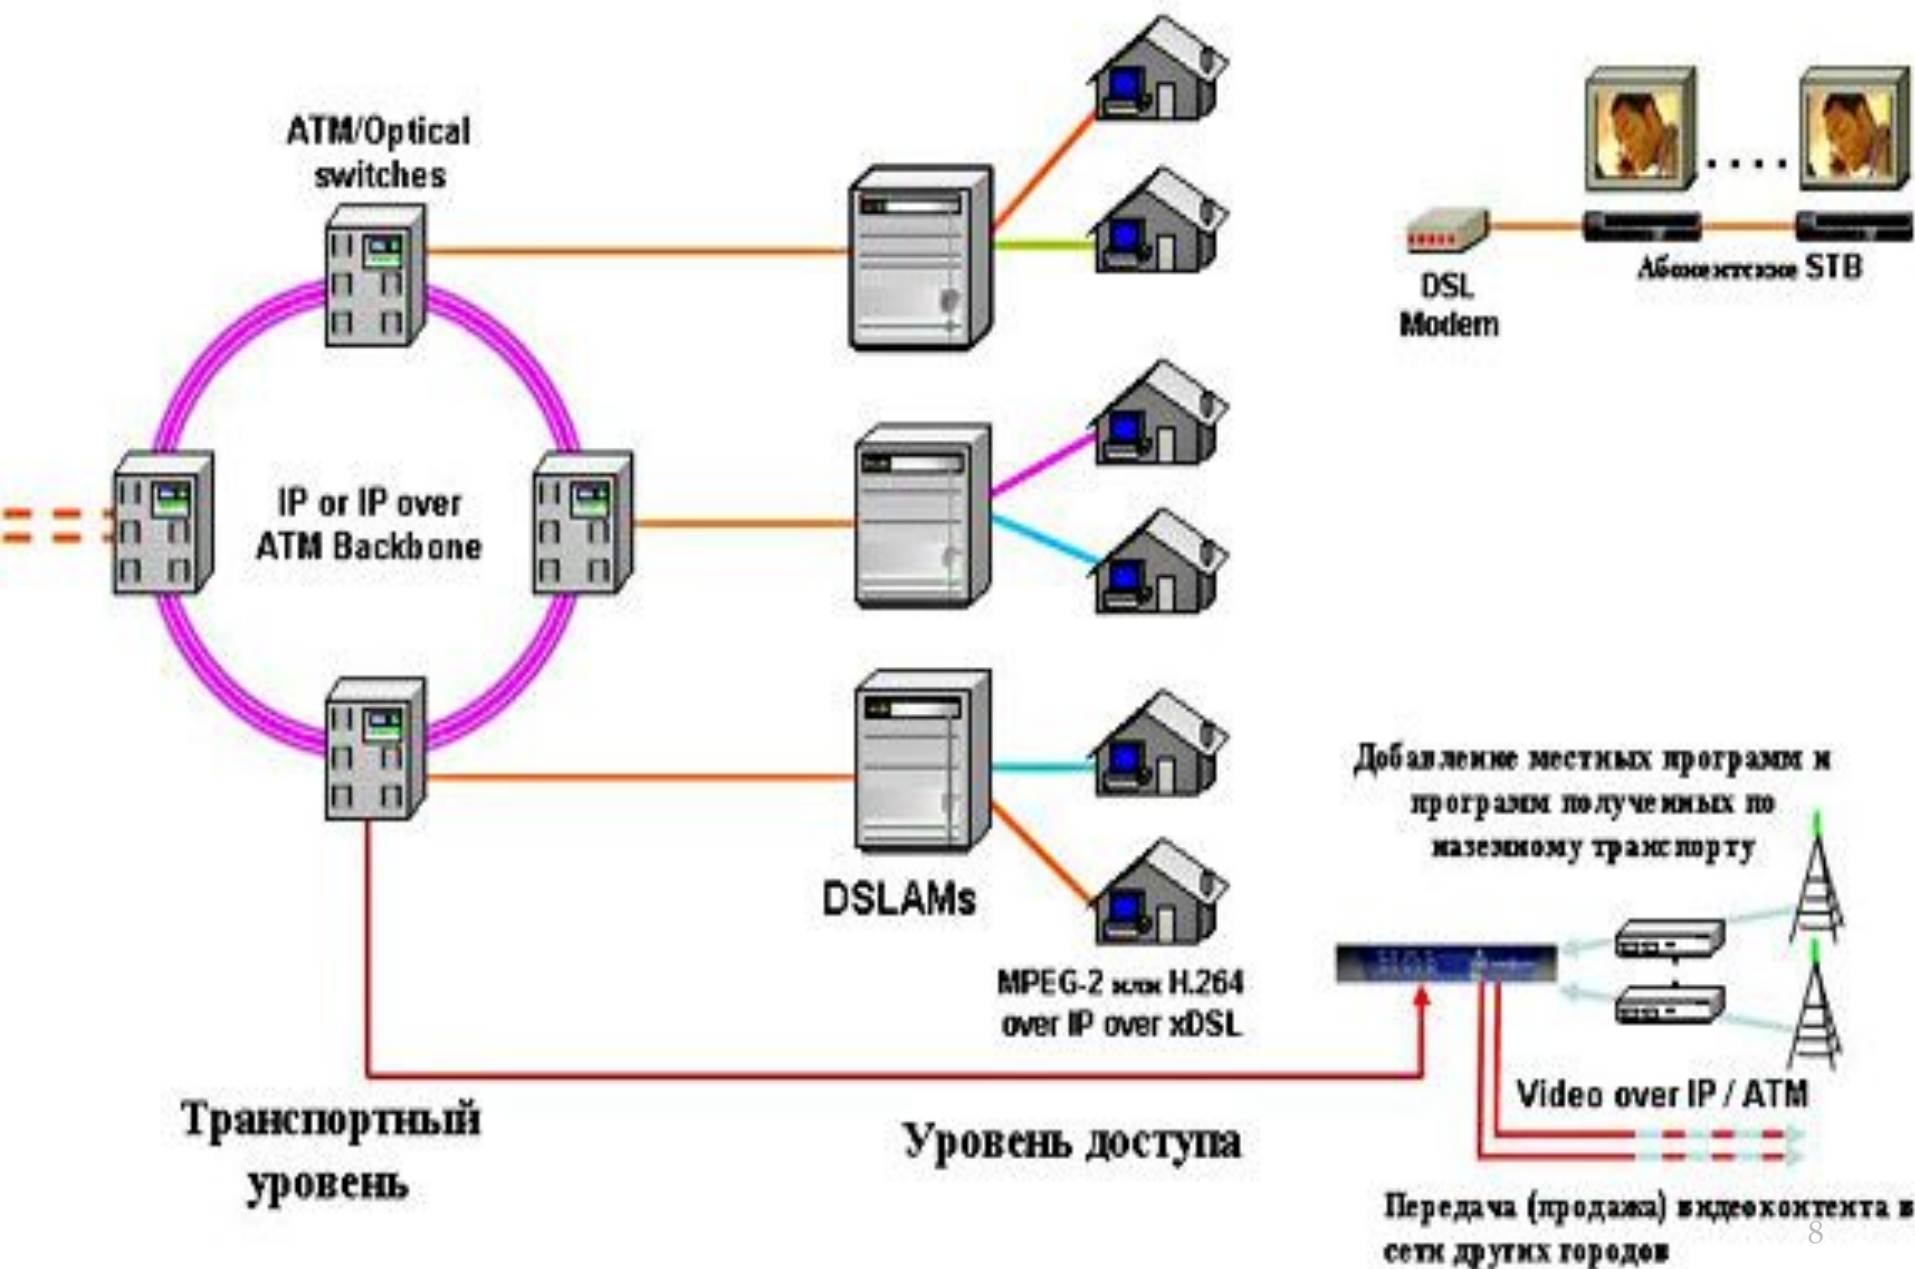 ATM/Optical
switches
IP or IP over
ATM Backbone
DSL
Modem
Абонентские STB
DSLAMs
MPEG-2 или H.264
over IP over xDSL
Добавление местных программ и
программ полученных по
наземному транспорту
Video over IP / ATM
Транспортный
уровень
Уровень доступа
Передача (продажа) видеоконтента в
сети других городов
8